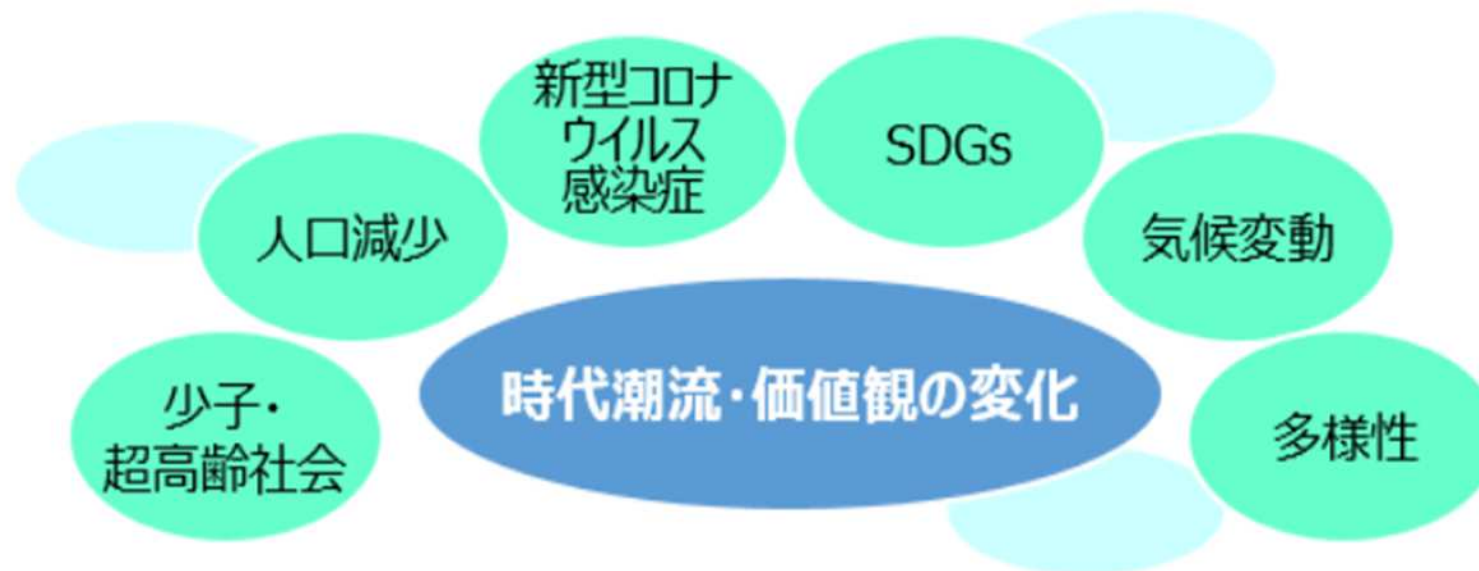 新型コロナ
ウイルス
感染症
SDGs
人口減少
気候変動
時代潮流・価値観の変化
少子・
超高齢社会
多様性